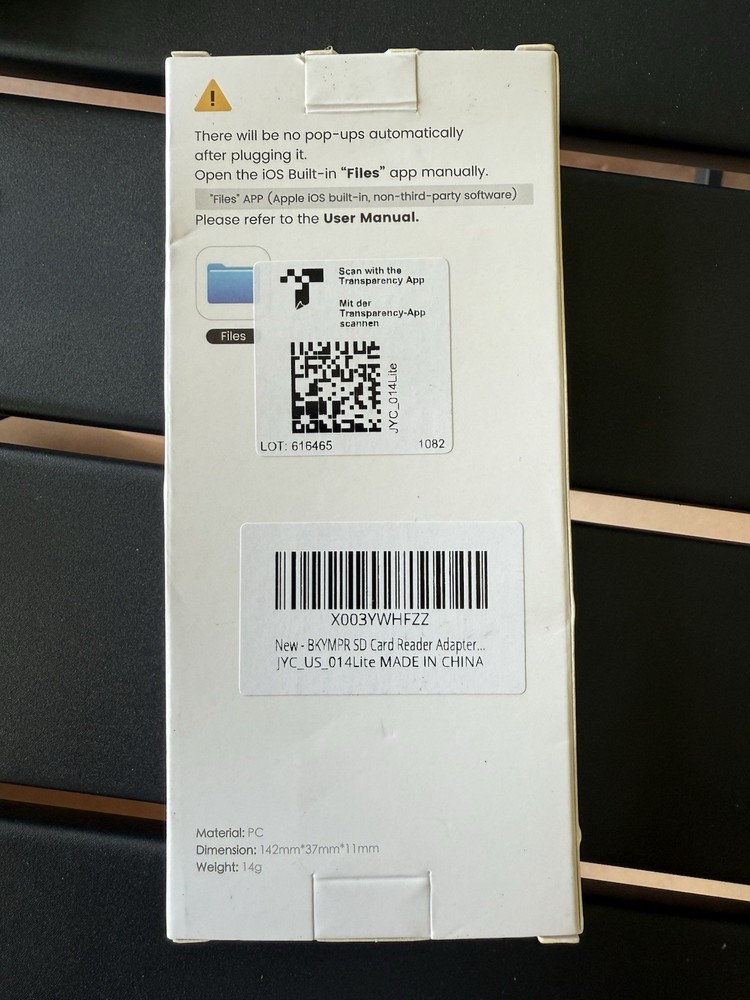 There will be no pop-ups automatically
after plugging it.
Open the iOS Built-in “Files” app manually.
"Files" APP (Apple iOS built-in, non-third-party software)
Please refer to the User Manual.
Files
Scan with the
Transparency App
Mit der
Transparency-App
scannen
JYC_014Lite
LOT: 616465 1082
X003YWHFZZ
New - BKYMPR SD Card Reader Adapter...
JYC_US_014Lite MADE IN CHINA
Material: PC
Dimension: 142mm*37mm*11mm
Weight: 14g